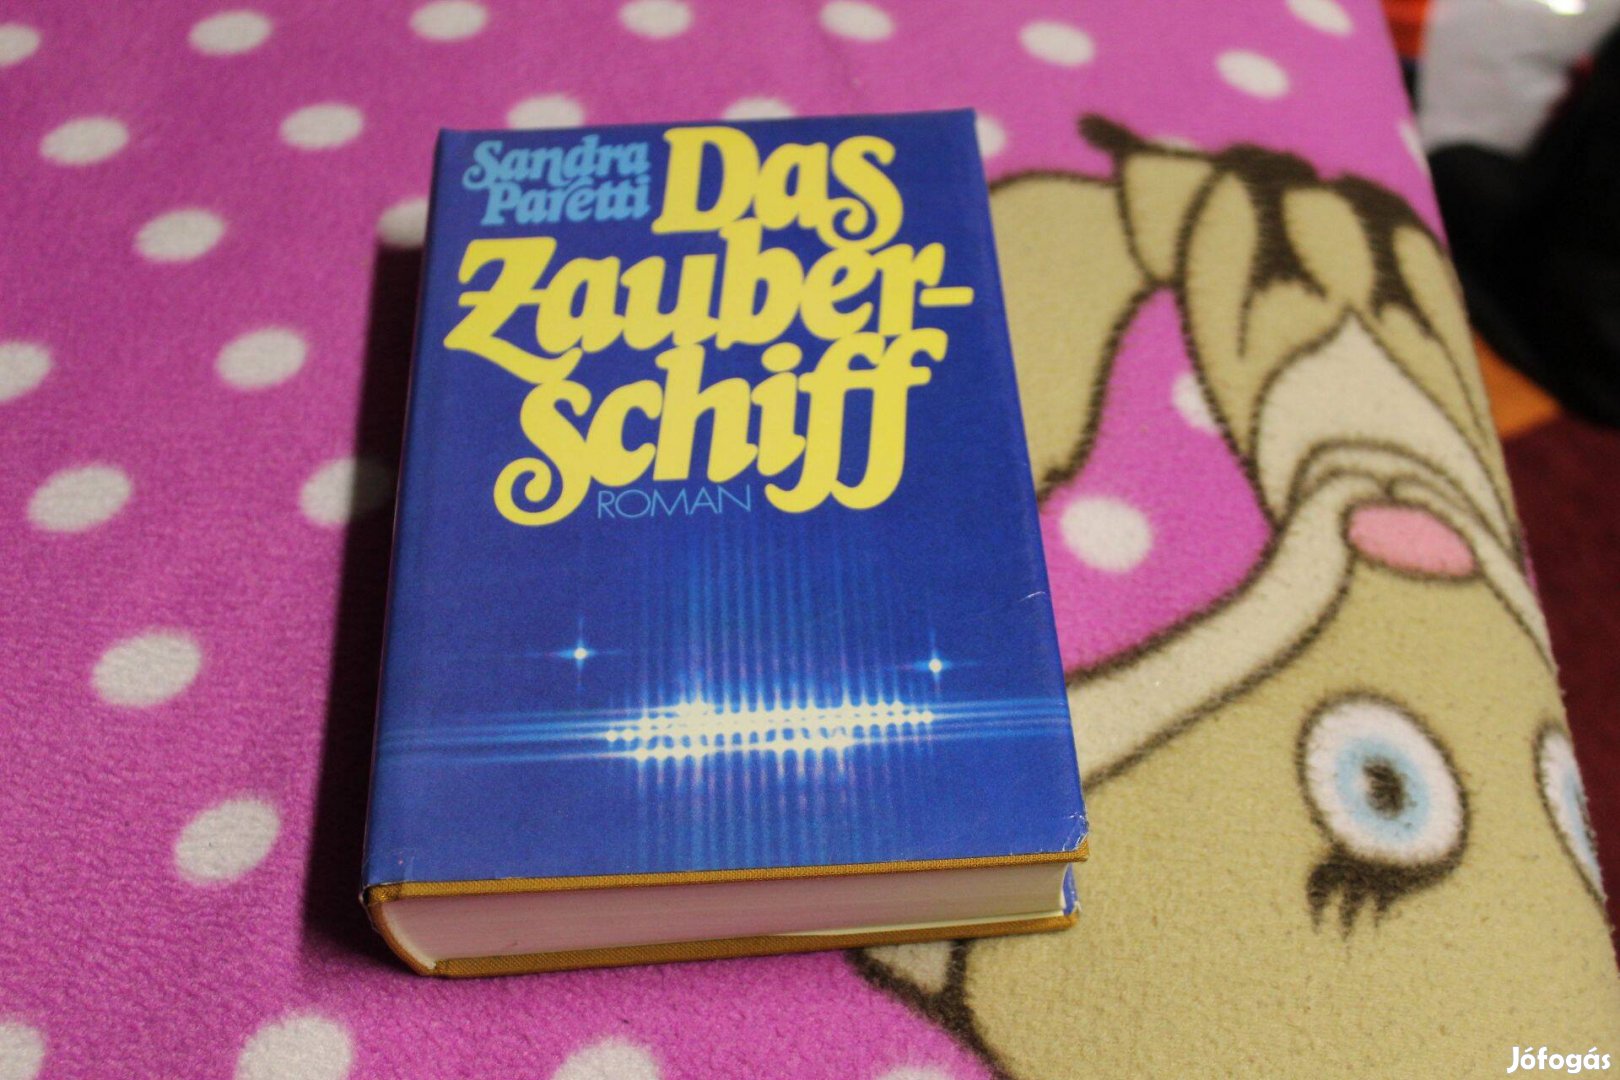 Sandra
Paretti
Das
Zauber-
schiff
ROMAN
Jófogás